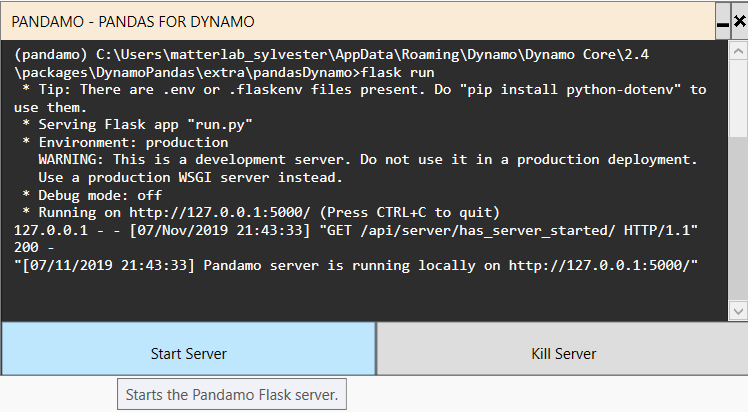 PANDAMO - PANDAS FOR DYNAMO
(pandamo) C:\Users\matterlab_sylvester\AppData\Roaming\Dynamo\Dynamo Core\2.4
\packages\DynamoPandas\extra\pandasDynamo>flask run
 * Tip: There are .env or .flaskenv files present. Do "pip install python-dotenv" to
use them.
 * Serving Flask app "run.py"
 * Environment: production
   WARNING: This is a development server. Do not use it in a production deployment.
   Use a production WSGI server instead.
 * Debug mode: off
 * Running on http://127.0.0.1:5000/ (Press CTRL+C to quit)
127.0.0.1 - - [07/Nov/2019 21:43:33] "GET /api/server/has_server_started/ HTTP/1.1"
200 -
"[07/11/2019 21:43:33] Pandamo server is running locally on http://127.0.0.1:5000/"
Start Server
Kill Server
Starts the Pandamo Flask server.